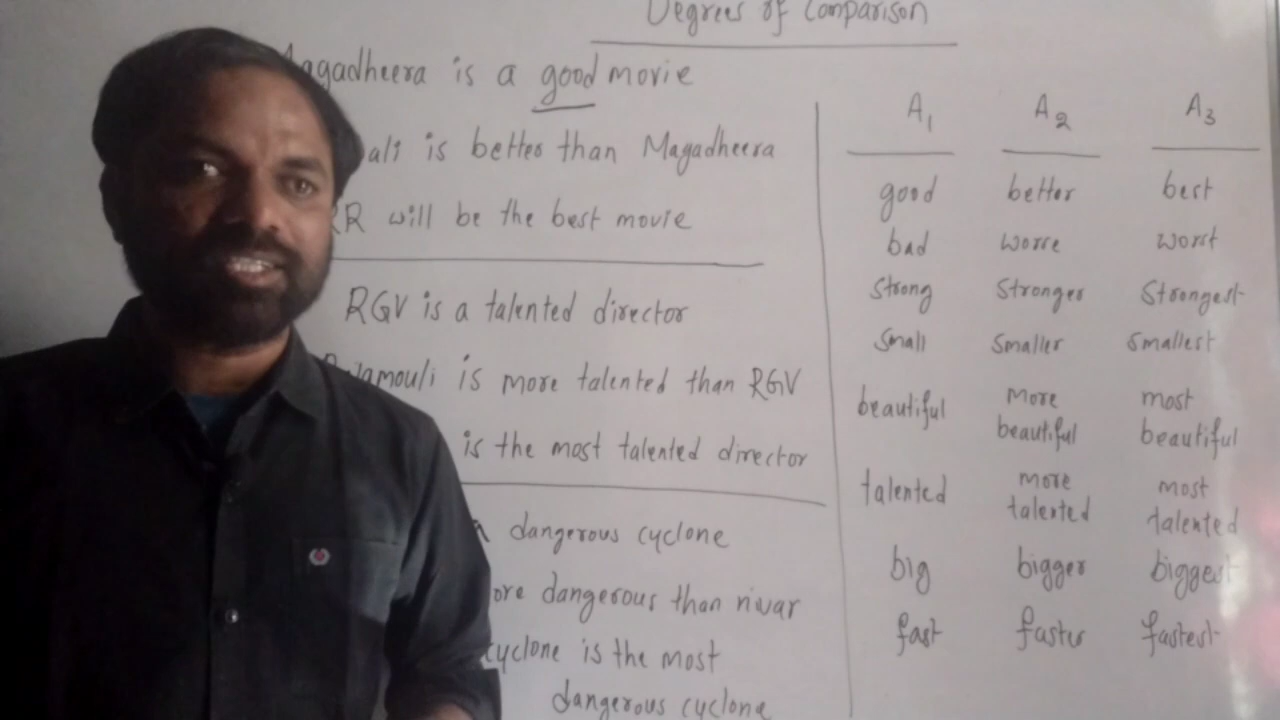 Degrees of Comparison
Magadheera is a good movie
ali is better than Magadheera
RR will be the best movie
RGV is a talented director
Rajamouli is more talented than RGV
is the most talented director
a dangerous cyclone
ore dangerous than nivar
cyclone is the most
dangerous cyclone
A1 A2 A3
good better best
bad worse worst
strong stronger strongest
small smaller smallest
beautiful more beautiful most beautiful
talented more talented most talented
big bigger biggest
fast faster fastest